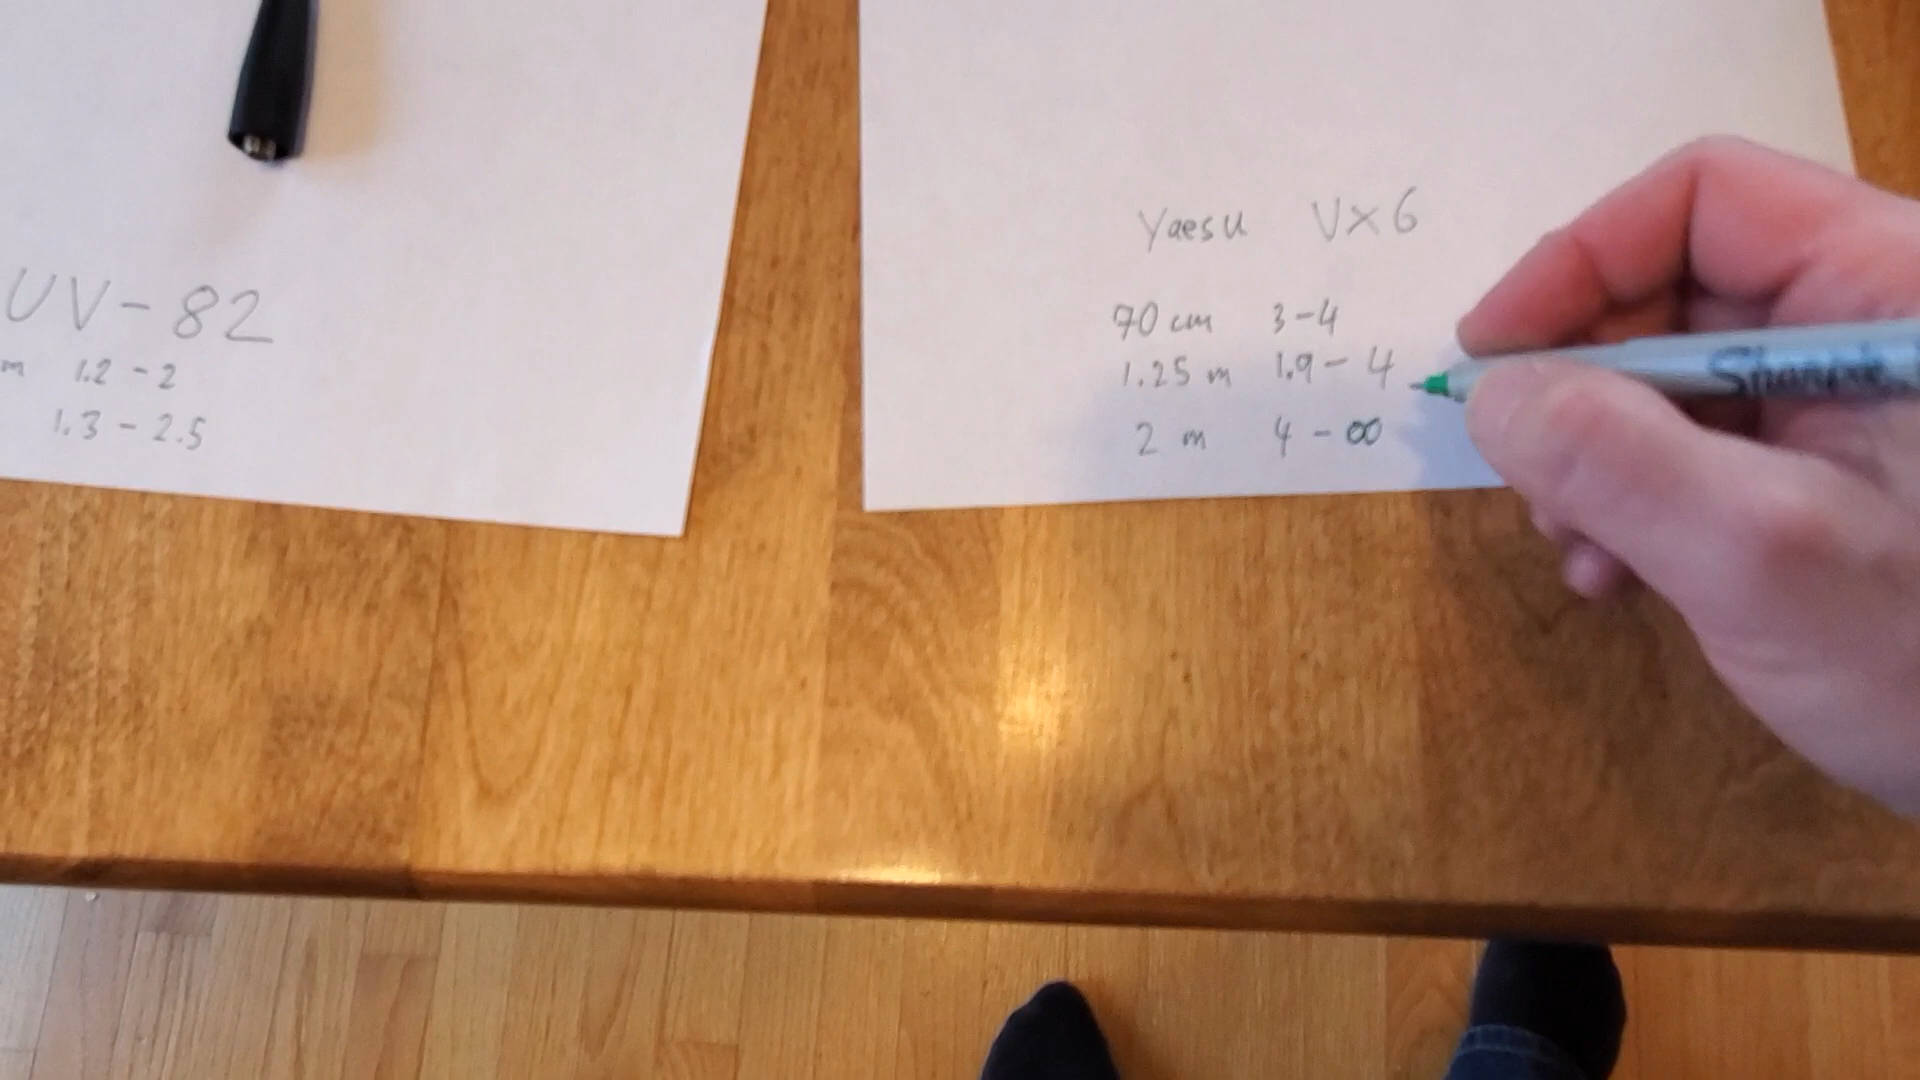 UV-82
m 1.2-2
1.3-2.5
Yaesu VX6
70 cm 3-4
1.25 m 1.9-4
2 m 4-∞
Sharpie